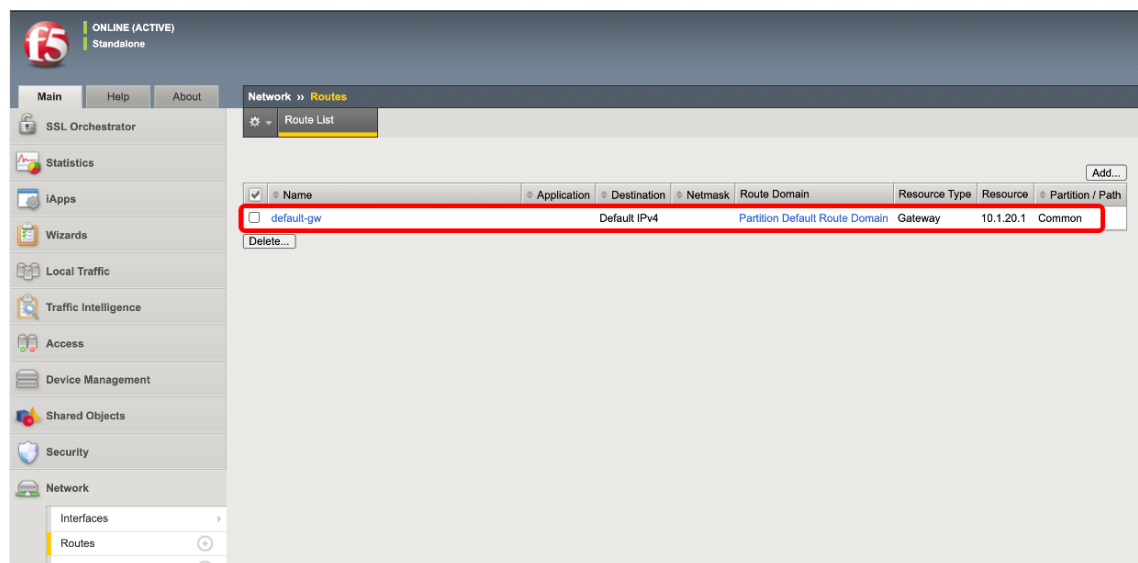 f5
ONLINE (ACTIVE)
Standalone
Main Help About
Network ›› Routes
Route List
SSL Orchestrator
Statistics
iApps
Wizards
Local Traffic
Traffic Intelligence
Access
Device Management
Shared Objects
Security
Network
Interfaces
Routes
Add...
Name Application Destination Netmask Route Domain Resource Type Resource Partition / Path
default-gw Default IPv4 Partition Default Route Domain Gateway 10.1.20.1 Common
Delete...